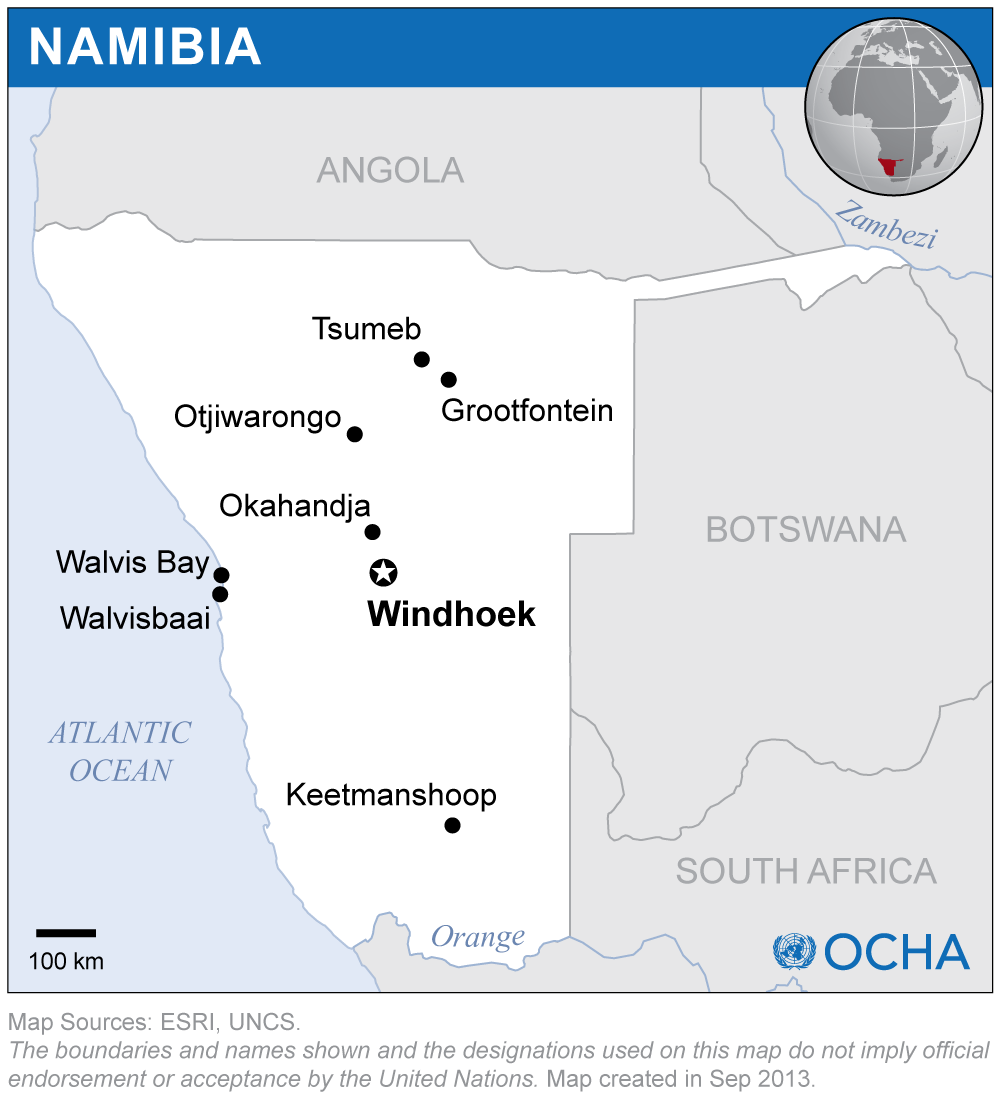 NAMIBIA
ANGOLA
Zambezi
Tsumeb
Grootfontein
Otjiwarongo
Okahandja
BOTSWANA
Walvis Bay
Windhoek
Walvisbaai
ATLANTIC
OCEAN
Keetmanshoop
SOUTH AFRICA
Orange
100 km
OCHA
Map Sources: ESRI, UNCS.
The boundaries and names shown and the designations used on this map do not imply official
endorsement or acceptance by the United Nations. Map created in Sep 2013.